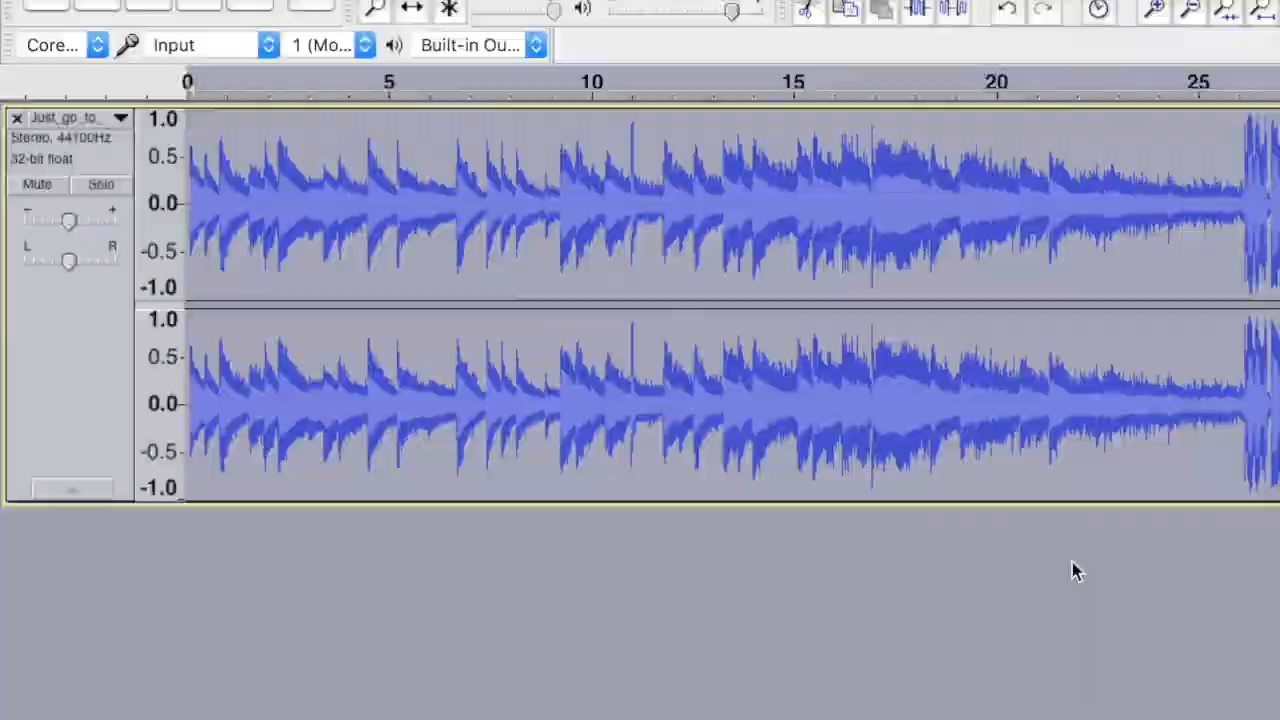 Core... Input 1 (Mo... Built-in Ou...
0 5 10 15 20 25
Just_go_to_
Stereo, 44100Hz
32-bit float
Mute Solo
- +
L R
1.0
0.5
0.0
-0.5
-1.0
1.0
0.5
0.0
-0.5
-1.0